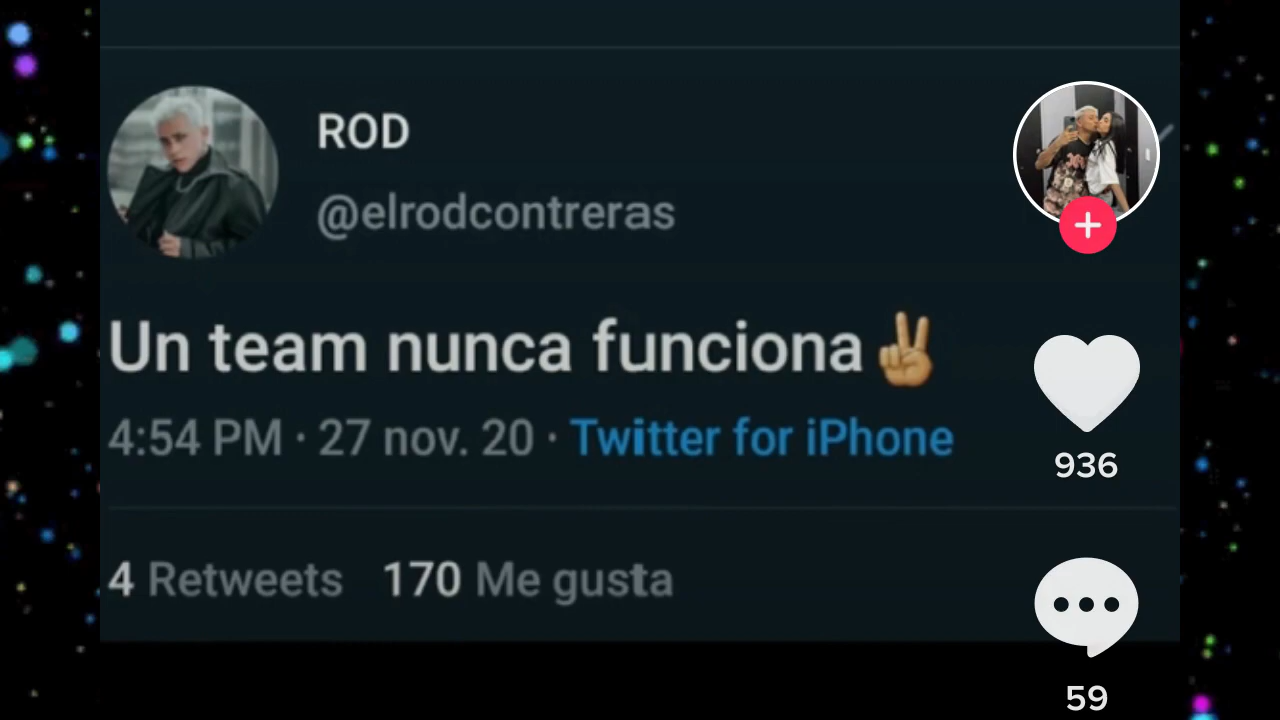 ROD
@elrodcontreras
Un team nunca funciona✌🏼
4:54 PM · 27 nov. 20 · Twitter for iPhone
4 Retweets 170 Me gusta
936
59